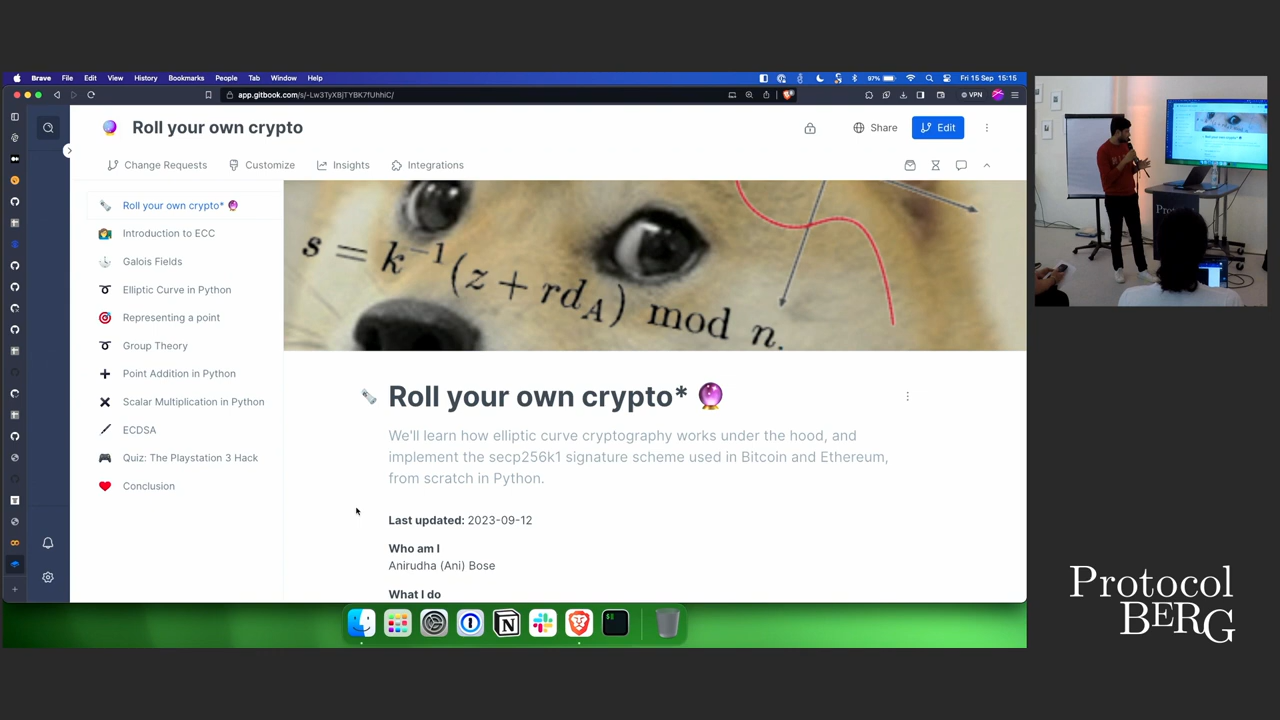 Brave File Edit View History Bookmarks People Tab Window Help
97% Fri 15 Sep 15:15
app.gitbook.com/s/-Lw3TyXBjTYBK7fUhhiC/
VPN
Roll your own crypto
Share
Edit
Change Requests
Customize
Insights
Integrations
Roll your own crypto*
Introduction to ECC
Galois Fields
Elliptic Curve in Python
Representing a point
Group Theory
Point Addition in Python
Scalar Multiplication in Python
ECDSA
Quiz: The Playstation 3 Hack
Conclusion
s = k⁻¹(z + rd_A) mod n.
Roll your own crypto*
We'll learn how elliptic curve cryptography works under the hood, and
implement the secp256k1 signature scheme used in Bitcoin and Ethereum,
from scratch in Python.
Last updated: 2023-09-12
Who am I
Anirudha (Ani) Bose
What I do
Protocol
BERG